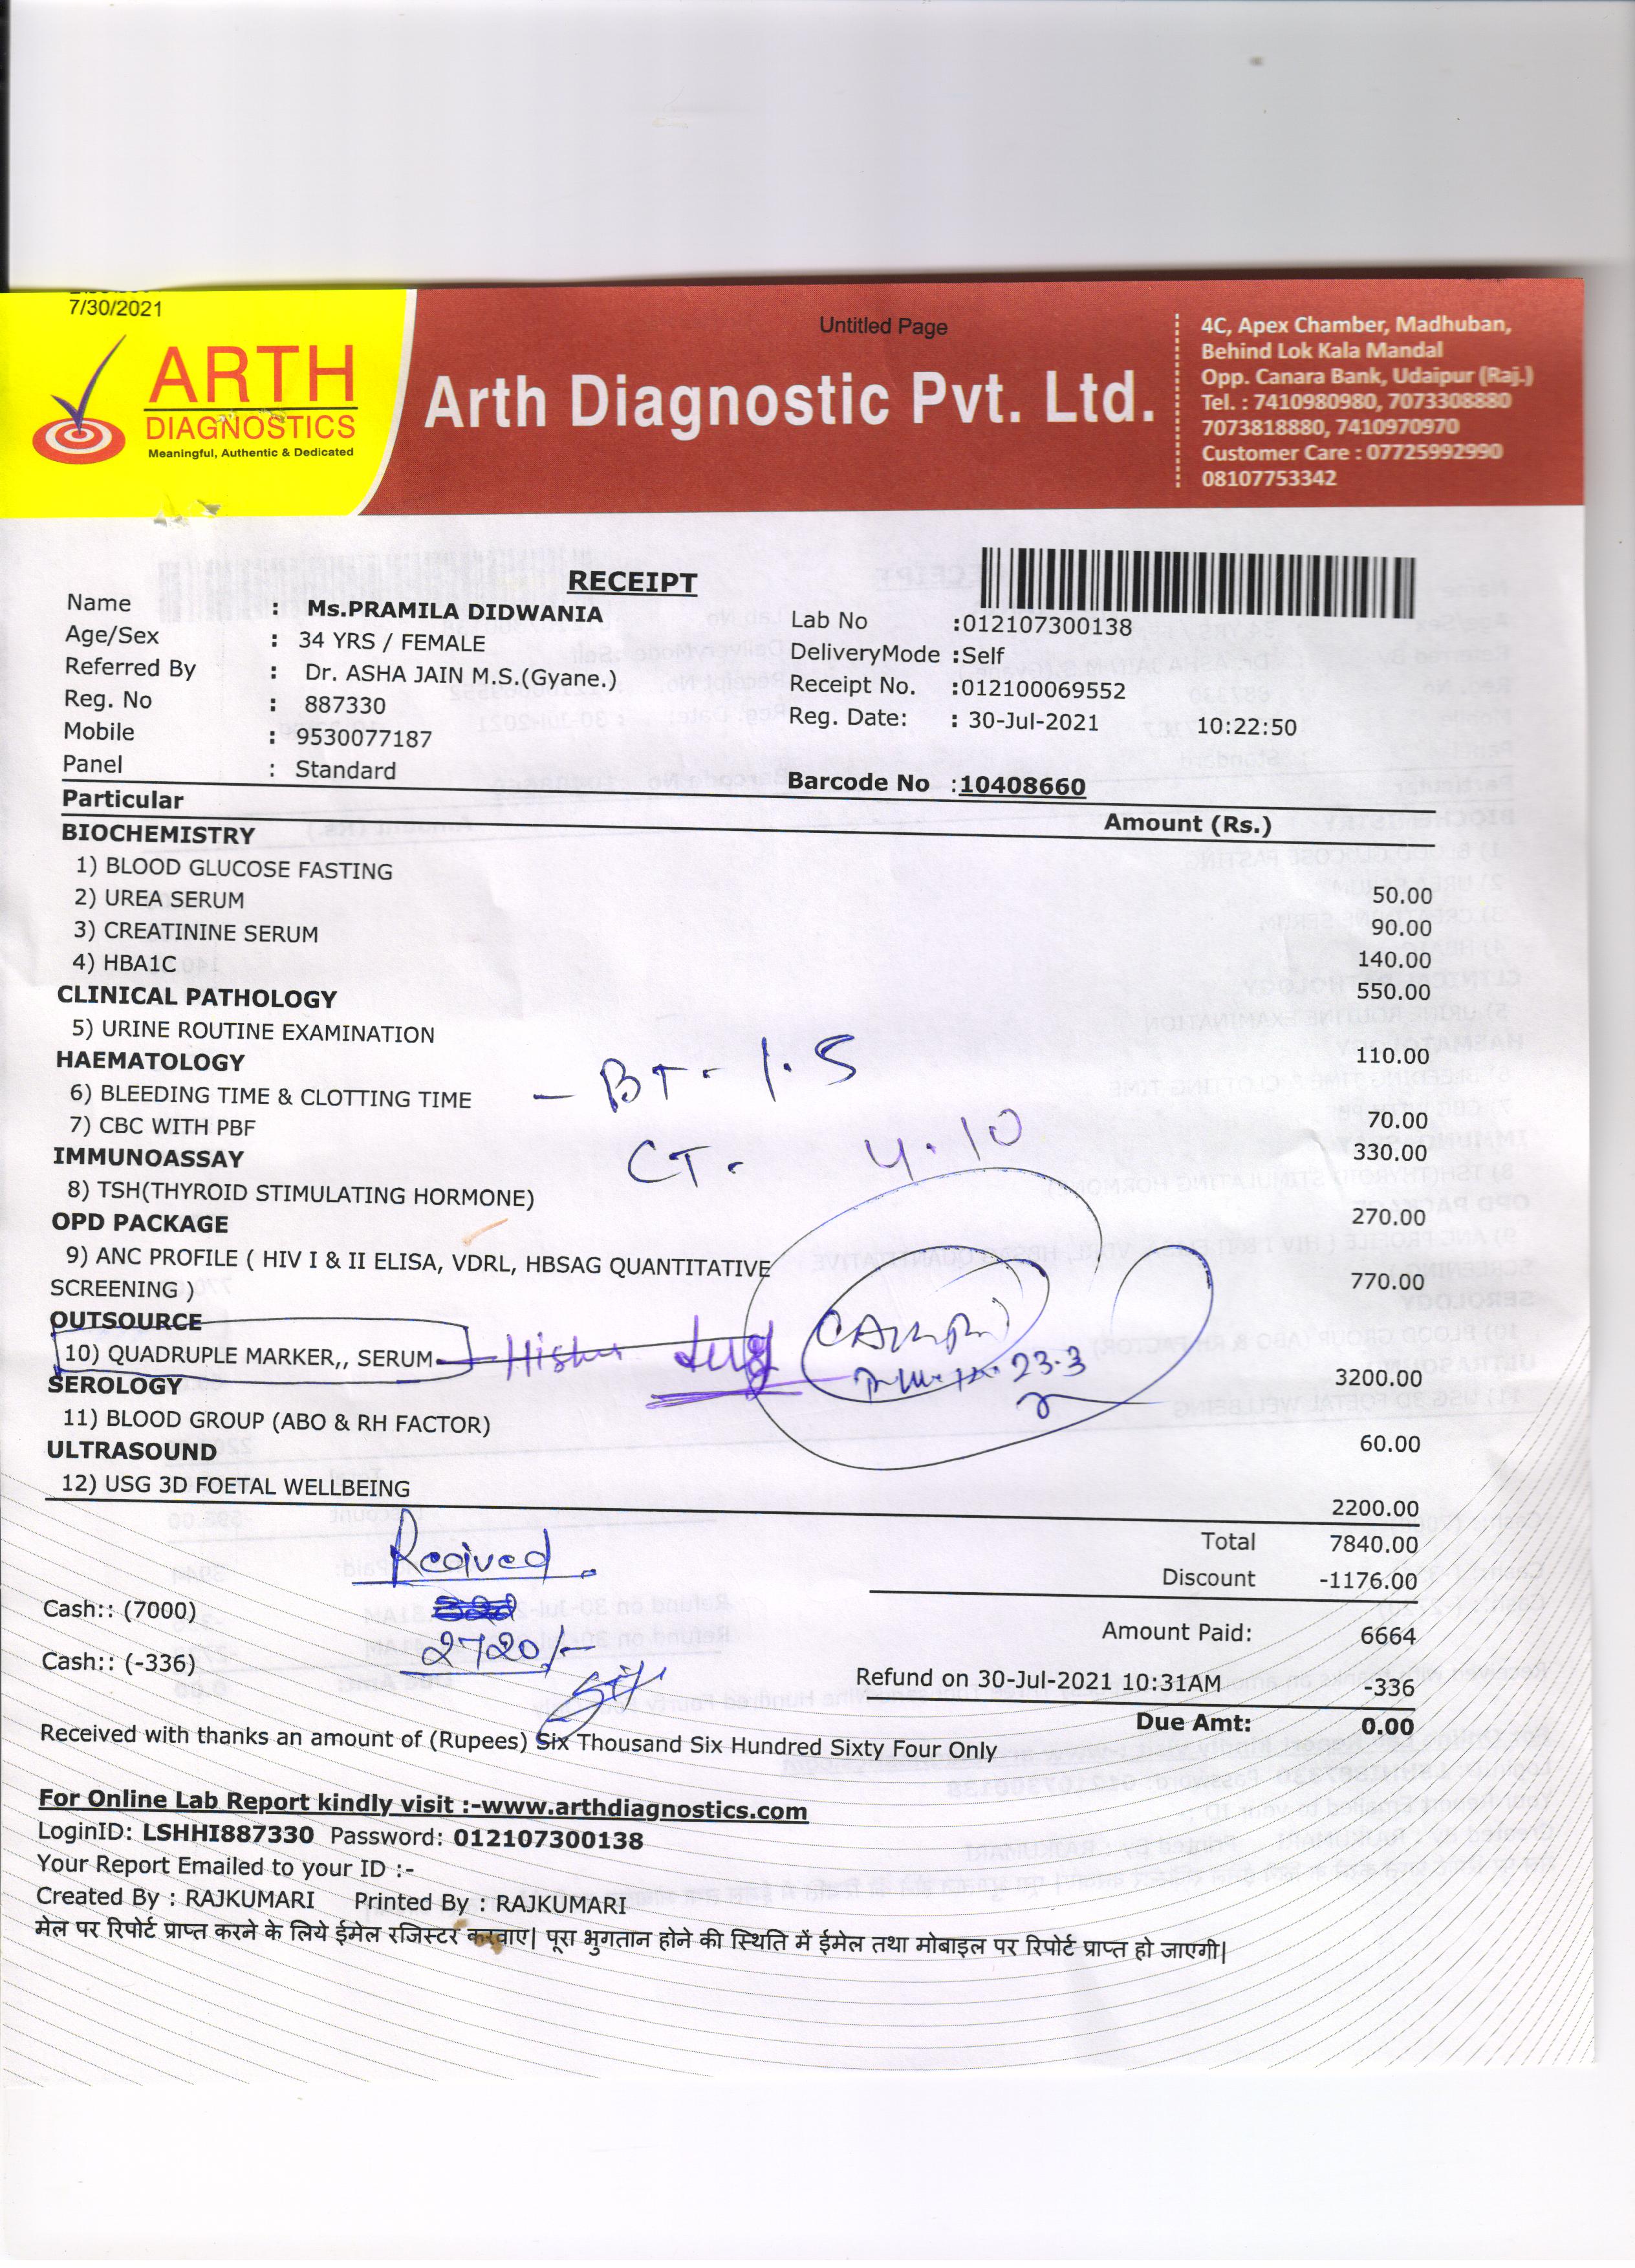 7/30/2021
Untitled Page
ARTH
DIAGNOSTICS
Meaningful, Authentic & Dedicated
Arth Diagnostic Pvt. Ltd.
4C, Apex Chamber, Madhuban,
Behind Lok Kala Mandal
Opp. Canara Bank, Udaipur (Raj.)
Tel. : 7410980980, 7073308880
7073818880, 7410970970
Customer Care : 07725992990
08107753342
RECEIPT
Name : Ms.PRAMILA DIDWANIA
Lab No :012107300138
Age/Sex : 34 YRS / FEMALE
DeliveryMode :Self
Referred By : Dr. ASHA JAIN M.S.(Gyane.)
Receipt No. :012100069552
Reg. No : 887330
Reg. Date: : 30-Jul-2021 10:22:50
Mobile : 9530077187
Panel : Standard
Barcode No :10408660
Particular Amount (Rs.)
BIOCHEMISTRY
1) BLOOD GLUCOSE FASTING 50.00
2) UREA SERUM 90.00
3) CREATININE SERUM 140.00
4) HBA1C 550.00
CLINICAL PATHOLOGY
5) URINE ROUTINE EXAMINATION 110.00
HAEMATOLOGY
6) BLEEDING TIME & CLOTTING TIME 70.00
– BT- 1.5
7) CBC WITH PBF 330.00
CT- 4.10
IMMUNOASSAY
8) TSH(THYROID STIMULATING HORMONE) 270.00
OPD PACKAGE
9) ANC PROFILE ( HIV I & II ELISA, VDRL, HBSAG QUANTITATIVE
SCREENING ) 770.00
OUTSOURCE
10) QUADRUPLE MARKER,, SERUM 3200.00
23.3
SEROLOGY
11) BLOOD GROUP (ABO & RH FACTOR) 60.00
ULTRASOUND
12) USG 3D FOETAL WELLBEING 2200.00
Total 7840.00
Discount -1176.00
Recived
2720/-
Cash:: (7000)
Amount Paid: 6664
Cash:: (-336)
Refund on 30-Jul-2021 10:31AM -336
Due Amt: 0.00
Received with thanks an amount of (Rupees) Six Thousand Six Hundred Sixty Four Only
For Online Lab Report kindly visit :-www.arthdiagnostics.com
LoginID: LSHHI887330 Password: 012107300138
Your Report Emailed to your ID :-
Created By : RAJKUMARI Printed By : RAJKUMARI
मेल पर रिपोर्ट प्राप्त करने के लिये ईमेल रजिस्टर करवाए| पूरा भुगतान होने की स्थिति में ईमेल तथा मोबाइल पर रिपोर्ट प्राप्त हो जाएगी|